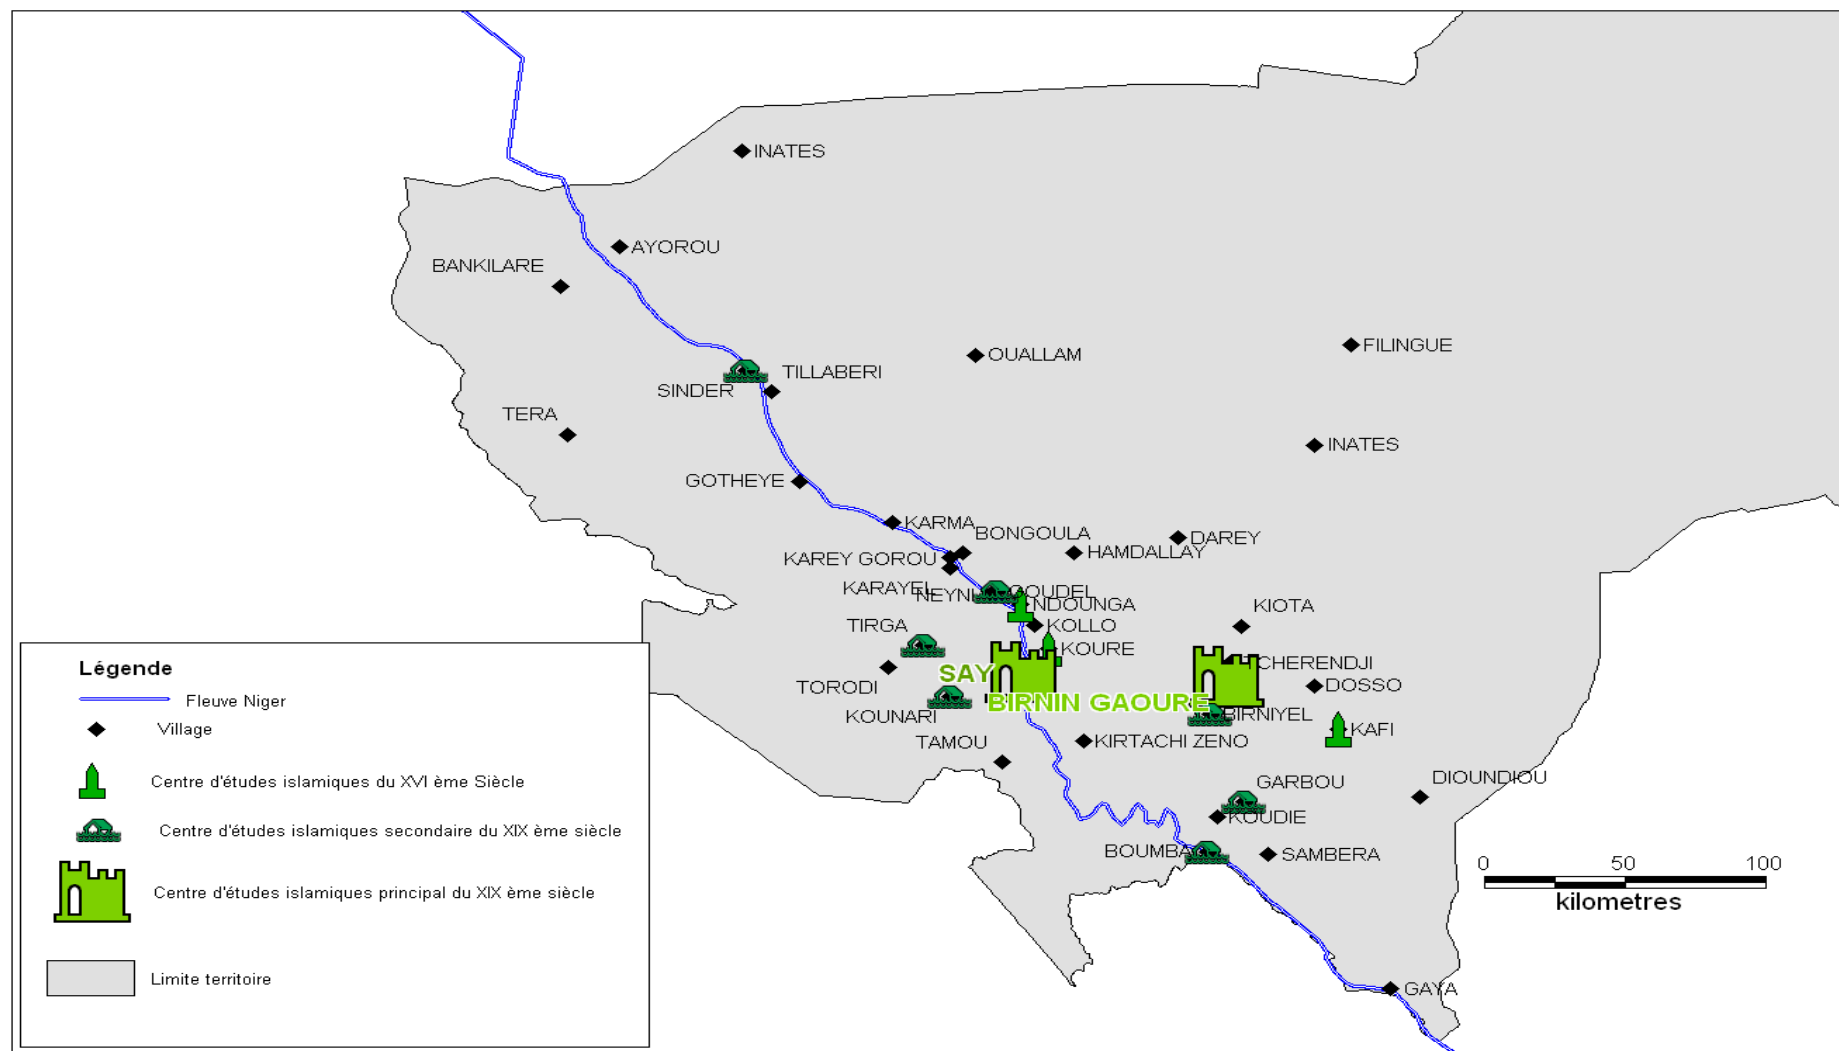 INATES
AYOROU
BANKILARE
OUALLAM
FILINGUE
TILLABERI
SINDER
TERA
INATES
GOTHEYE
KARMA
BONGOULA
DAREY
KAREY GOROU
HAMDALLAY
KARAYEL
GOUDEL
NDOUNGA
KIOTA
TIRGA
KOLLO
KOURE
TCHERENDJI
SAY
TORODI
DOSSO
BIRNIN GAOURE
KOUNARI
BIRNIYEL
KAFI
TAMOU
KIRTACHI ZENO
GARBOU
DIOUNDIOU
KOUDIE
BOUMBA
SAMBERA
GAYA
0 50 100
kilometres
Légende
Fleuve Niger
Village
Centre d'études islamiques du XVI ème Siècle
Centre d'études islamiques secondaire du XIX ème siècle
Centre d'études islamiques principal du XIX ème siècle
Limite territoire